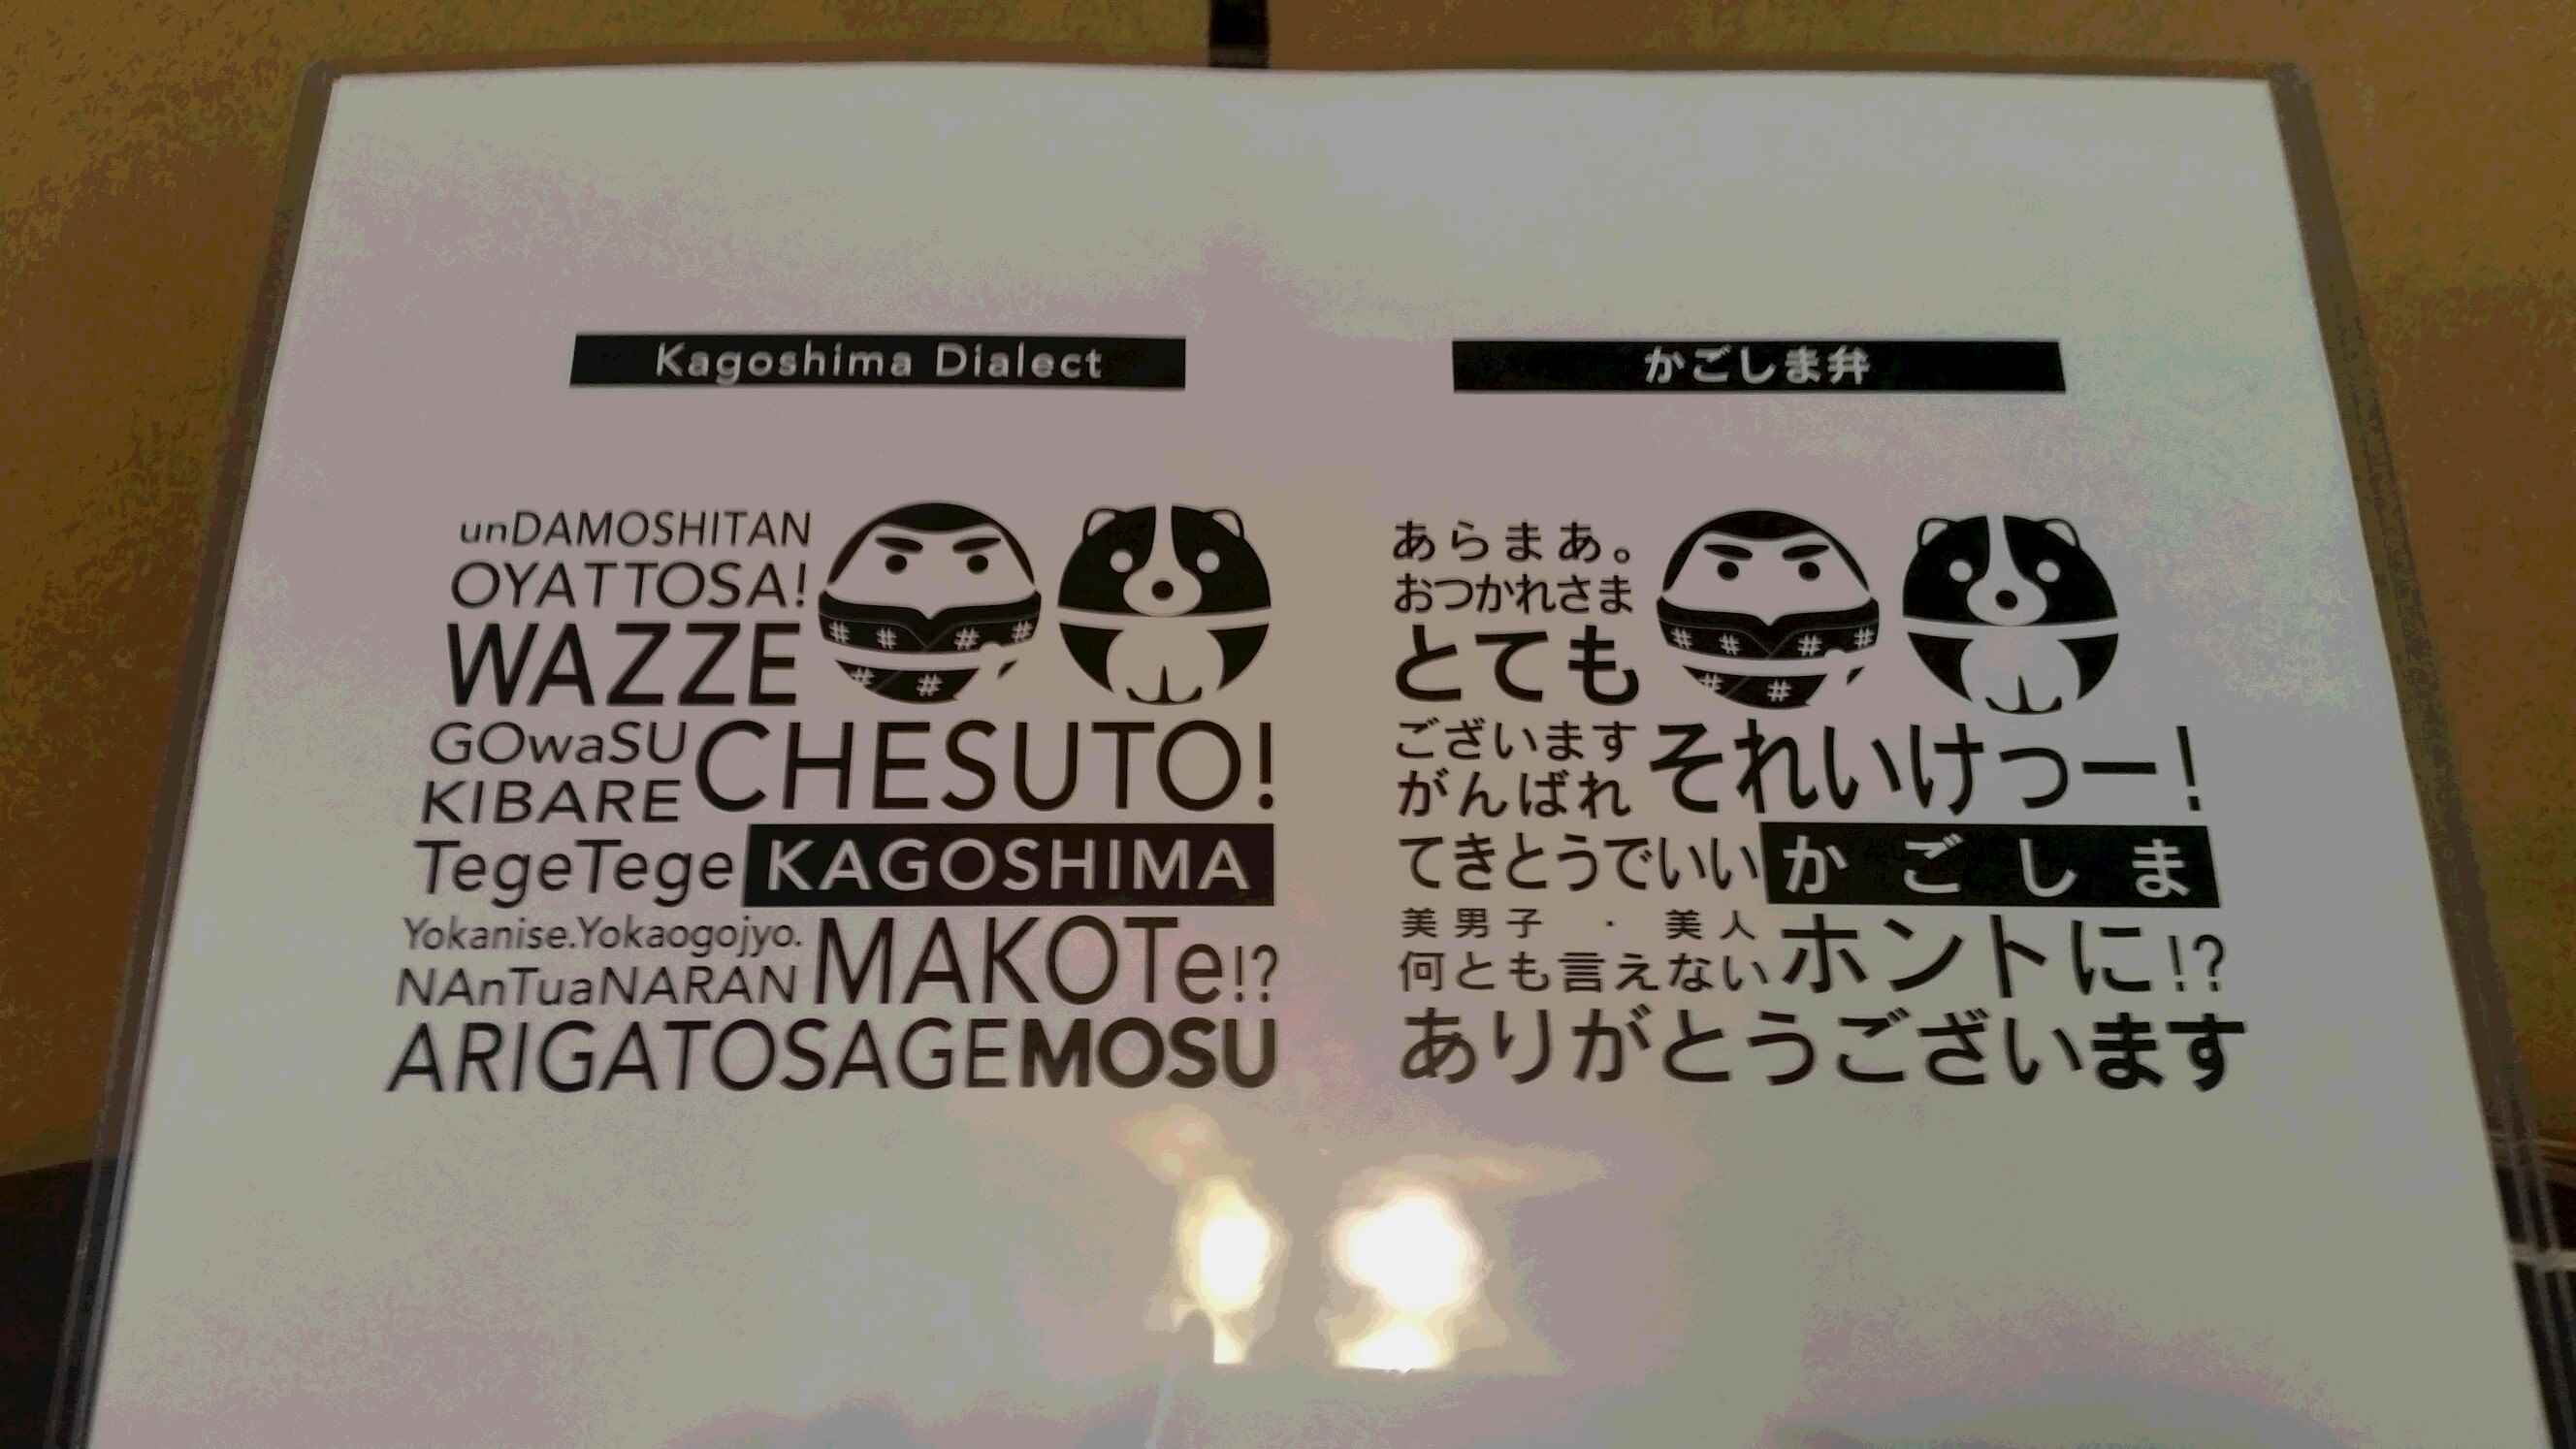 Kagoshima Dialect
unDAMOSHITAN
OYATTOSA!
WAZZE
GOwaSU
KIBARE
CHESUTO!
TegeTege
KAGOSHIMA
Yokanise.Yokaogojyo.
NAnTuaNARAN
MAKOTe!?
ARIGATOSAGEMOSU
かごしま弁
あらまあ。
おつかれさま
とても
ございます
がんばれ
それいけっー!
てきとうでいい
かごしま
美男子・美人
何とも言えない
ホントに!?
ありがとうございます